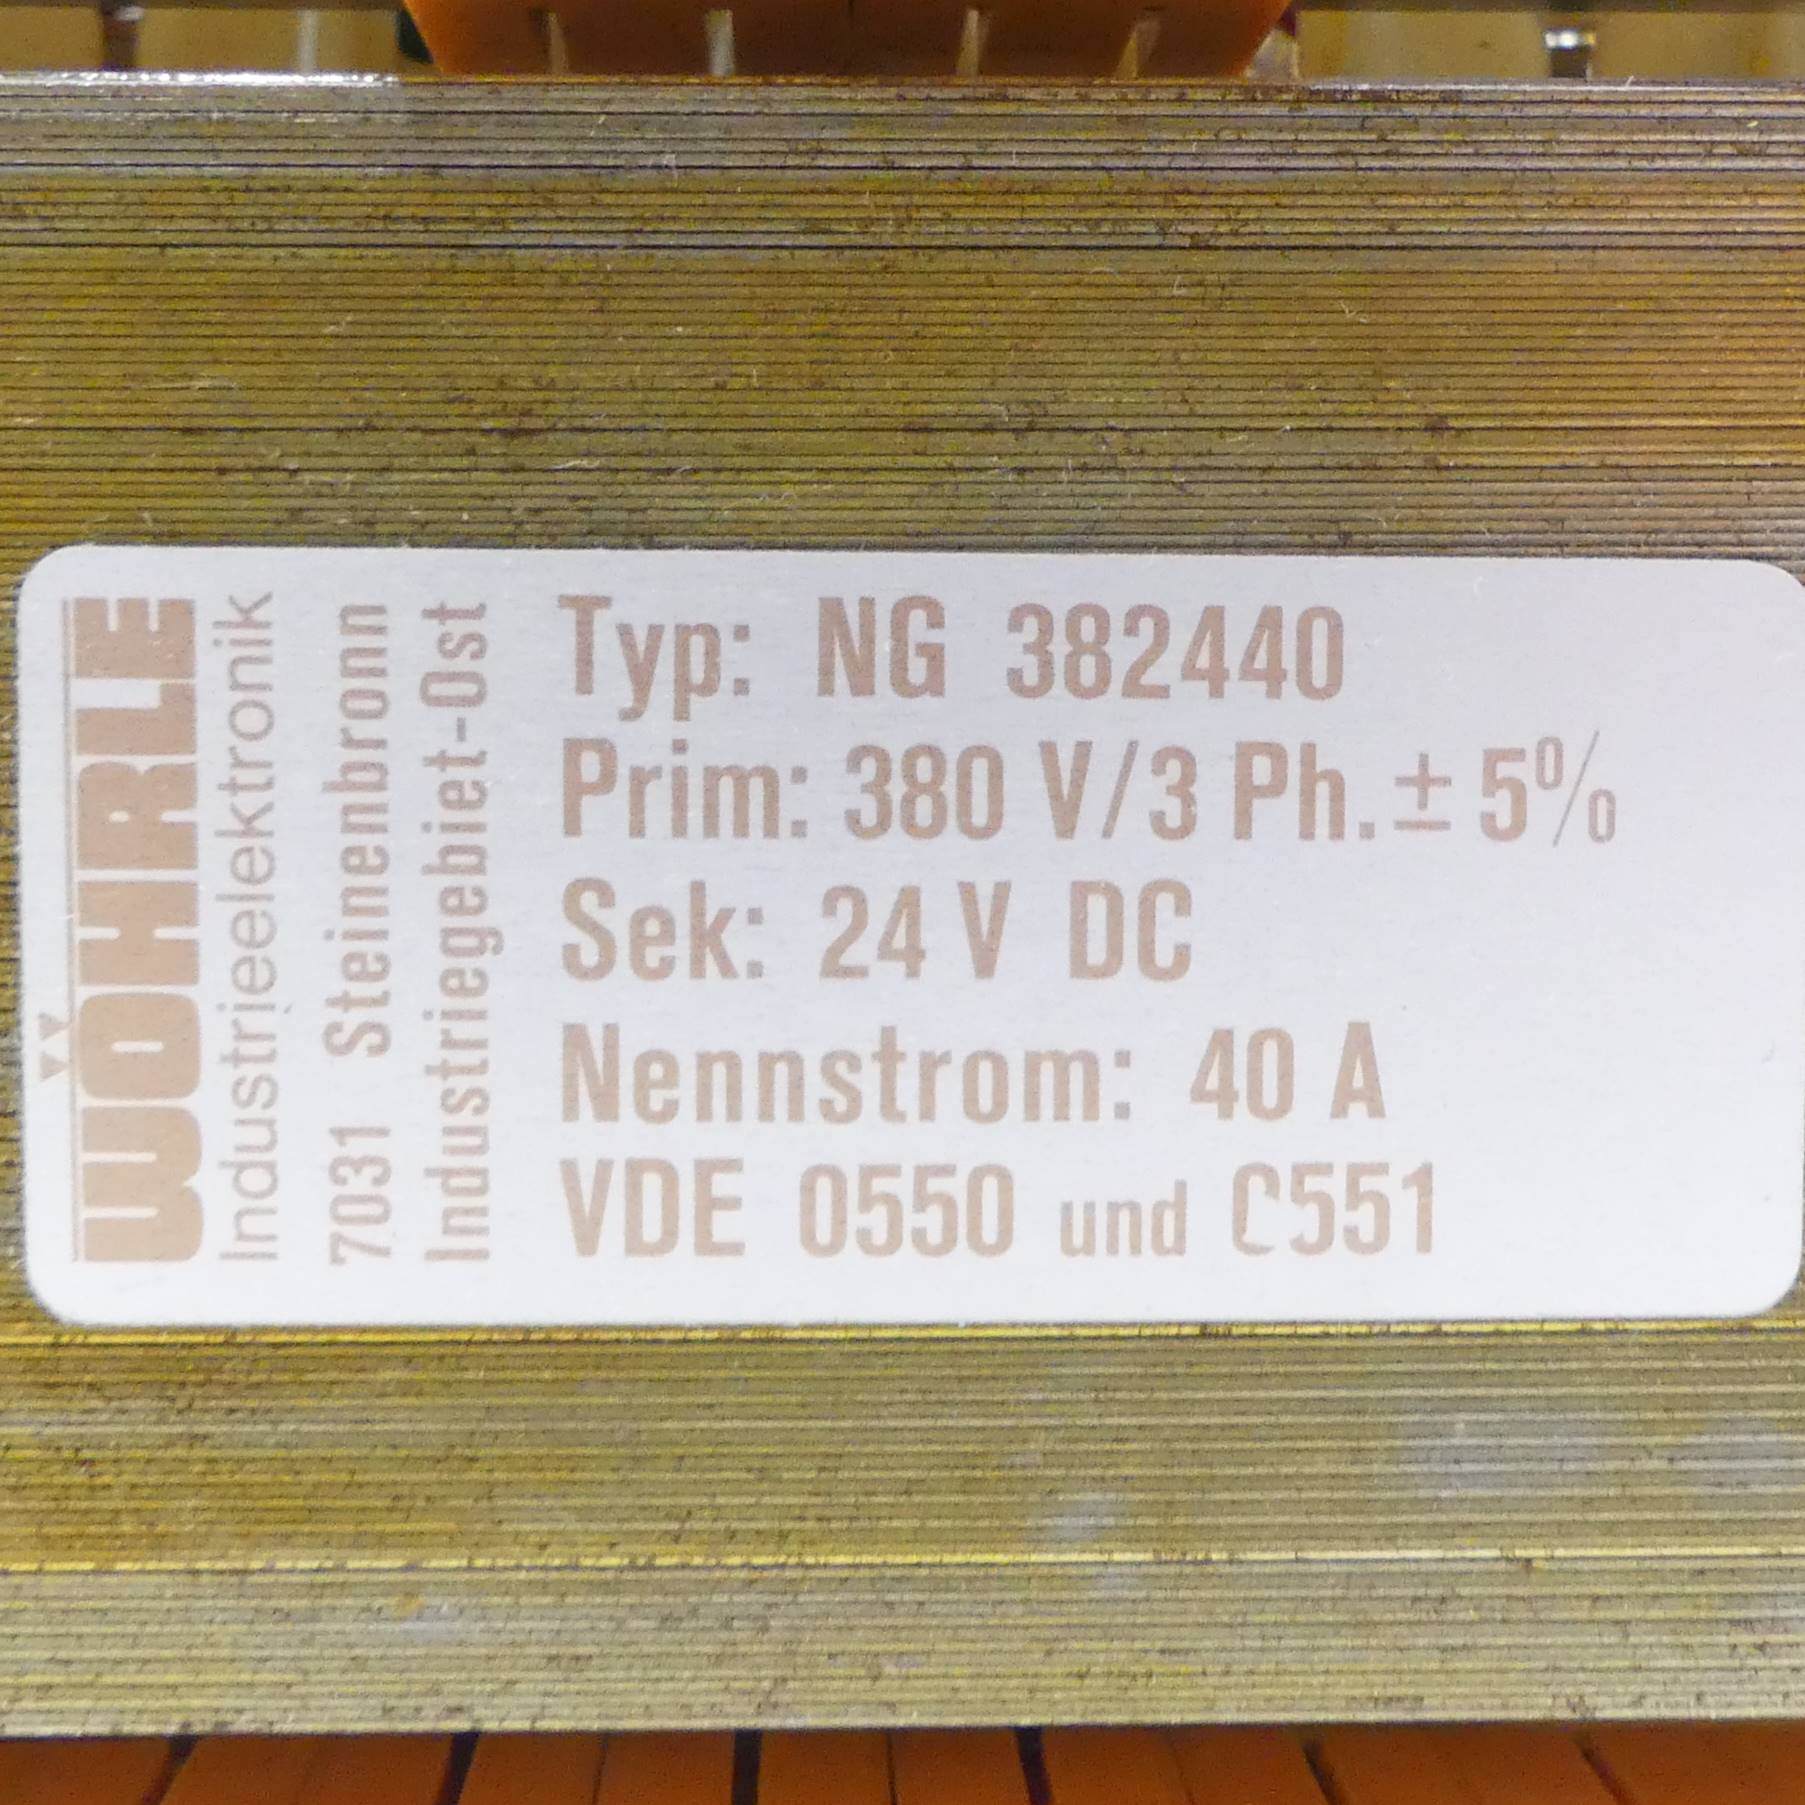 WÖHRLE
Industrieelektronik
7031 Steinenbronn
Industriegebiet-Ost
Typ: NG 382440
Prim: 380 V/3 Ph. ± 5%
Sek: 24 V DC
Nennstrom: 40 A
VDE 0550 und 0551